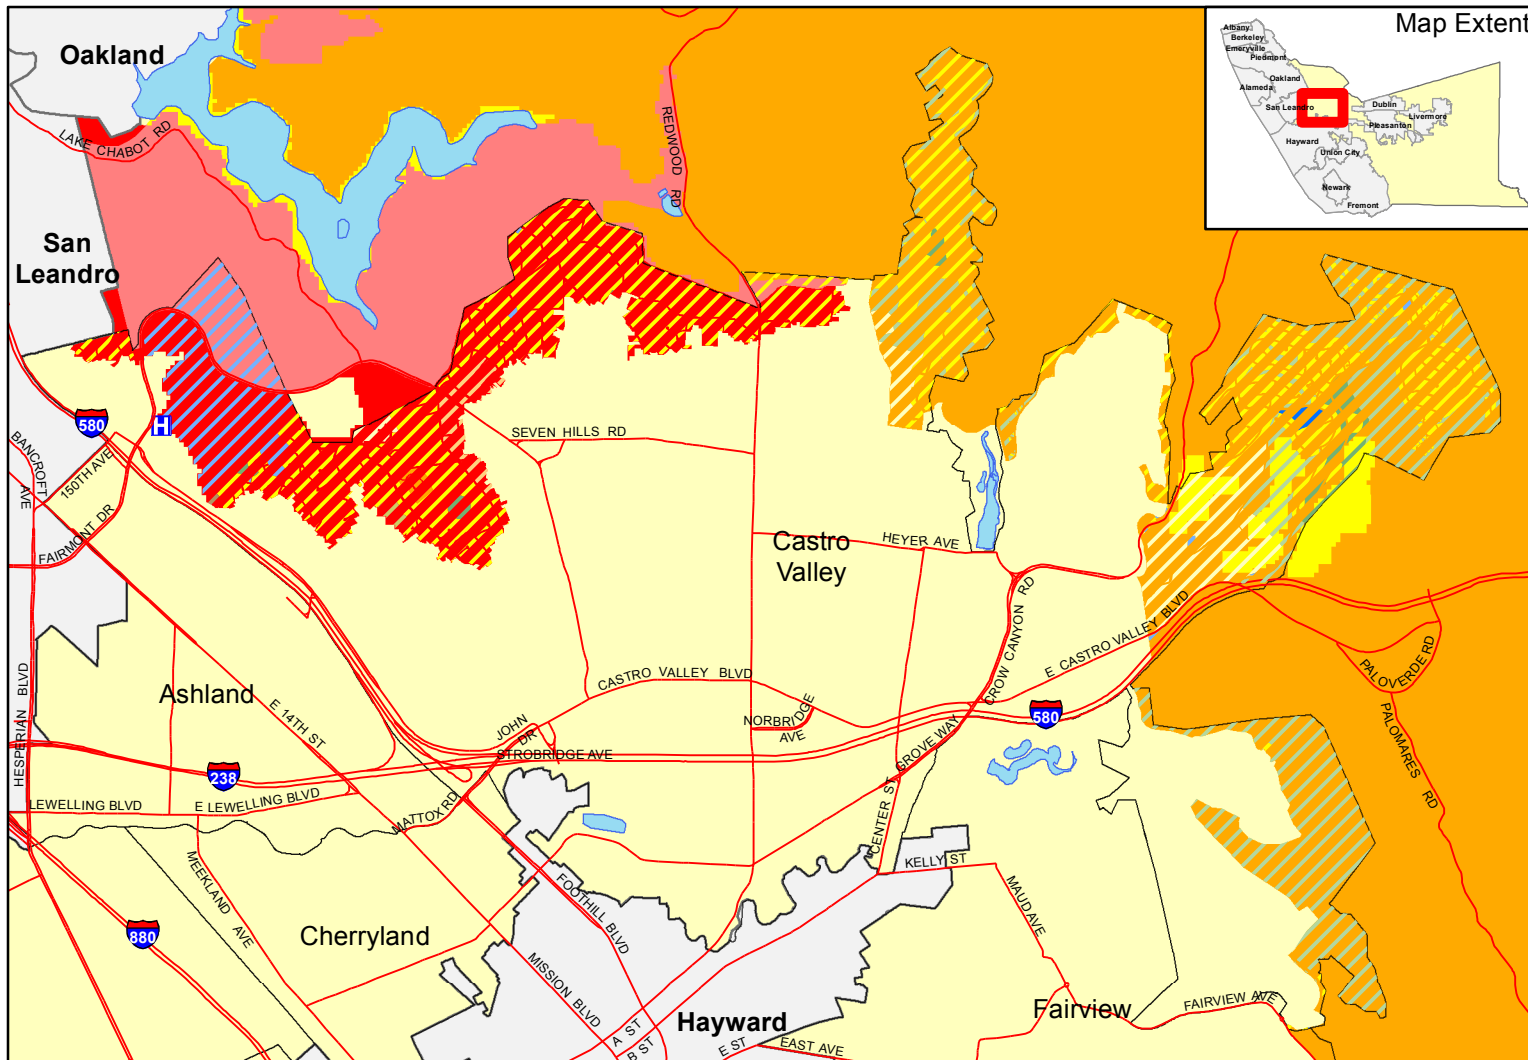 Map Extent
Albany
Berkeley
Emeryville
Piedmont
Oakland
Alameda
San Leandro
Dublin
Livermore
Pleasanton
Hayward
Union City
Newark
Fremont
Oakland
LAKE CHABOT RD
REDWOOD RD
San
Leandro
580
H
BANCROFT AVE
150TH AVE
FAIRMONT DR
SEVEN HILLS RD
Castro
Valley
HEYER AVE
CROW CANYON RD
E CASTRO VALLEY BLVD
PALOVERDE RD
PALOMARES RD
HESPERIAN BLVD
Ashland
E 14TH ST
CASTRO VALLEY BLVD
JOHN DR
NORBRIDGE
AVE
STROBRIDGE AVE
580
GROVE WAY
238
LEWELLING BLVD
E LEWELLING BLVD
MATTOX RD
CENTER ST
KELLY ST
MEEKLAND AVE
FOOTHILL BLVD
MAUD AVE
880
Cherryland
MISSION BLVD
Hayward
Fairview
FAIRVIEW AVE
A ST
B ST
E ST
EAST AVE